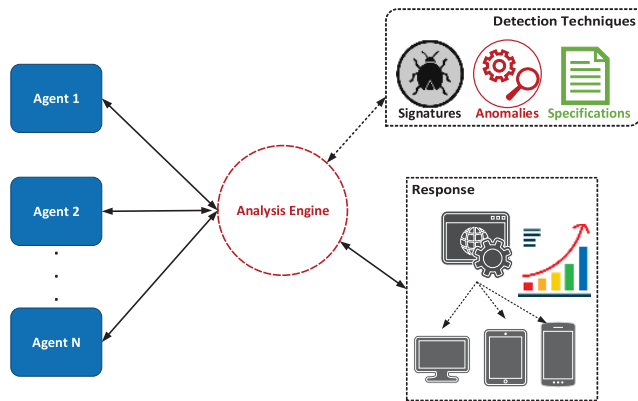 Detection Techniques
Signatures Anomalies Specifications
Agent 1
Agent 2
Agent N
Analysis Engine
Response